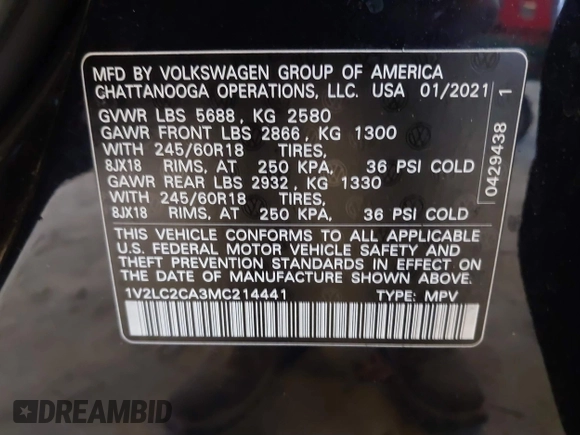 MFD BY VOLKSWAGEN GROUP OF AMERICA
CHATTANOOGA OPERATIONS, LLC. USA 01/2021
GVWR LBS 5688, KG 2580
GAWR FRONT LBS 2866, KG 1300
WITH 245/60R18 TIRES,
8JX18 RIMS, AT 250 KPA, 36 PSI COLD
GAWR REAR LBS 2932, KG 1330
WITH 245/60R18 TIRES,
8JX18 RIMS, AT 250 KPA, 36 PSI COLD
THIS VEHICLE CONFORMS TO ALL APPLICABLE
U.S. FEDERAL MOTOR VEHICLE SAFETY AND
THEFT PREVENTION STANDARDS IN EFFECT ON
THE DATE OF MANUFACTURE SHOWN ABOVE.
1V2LC2CA3MC214441 TYPE: MPV
0429438 1
DREAMBID